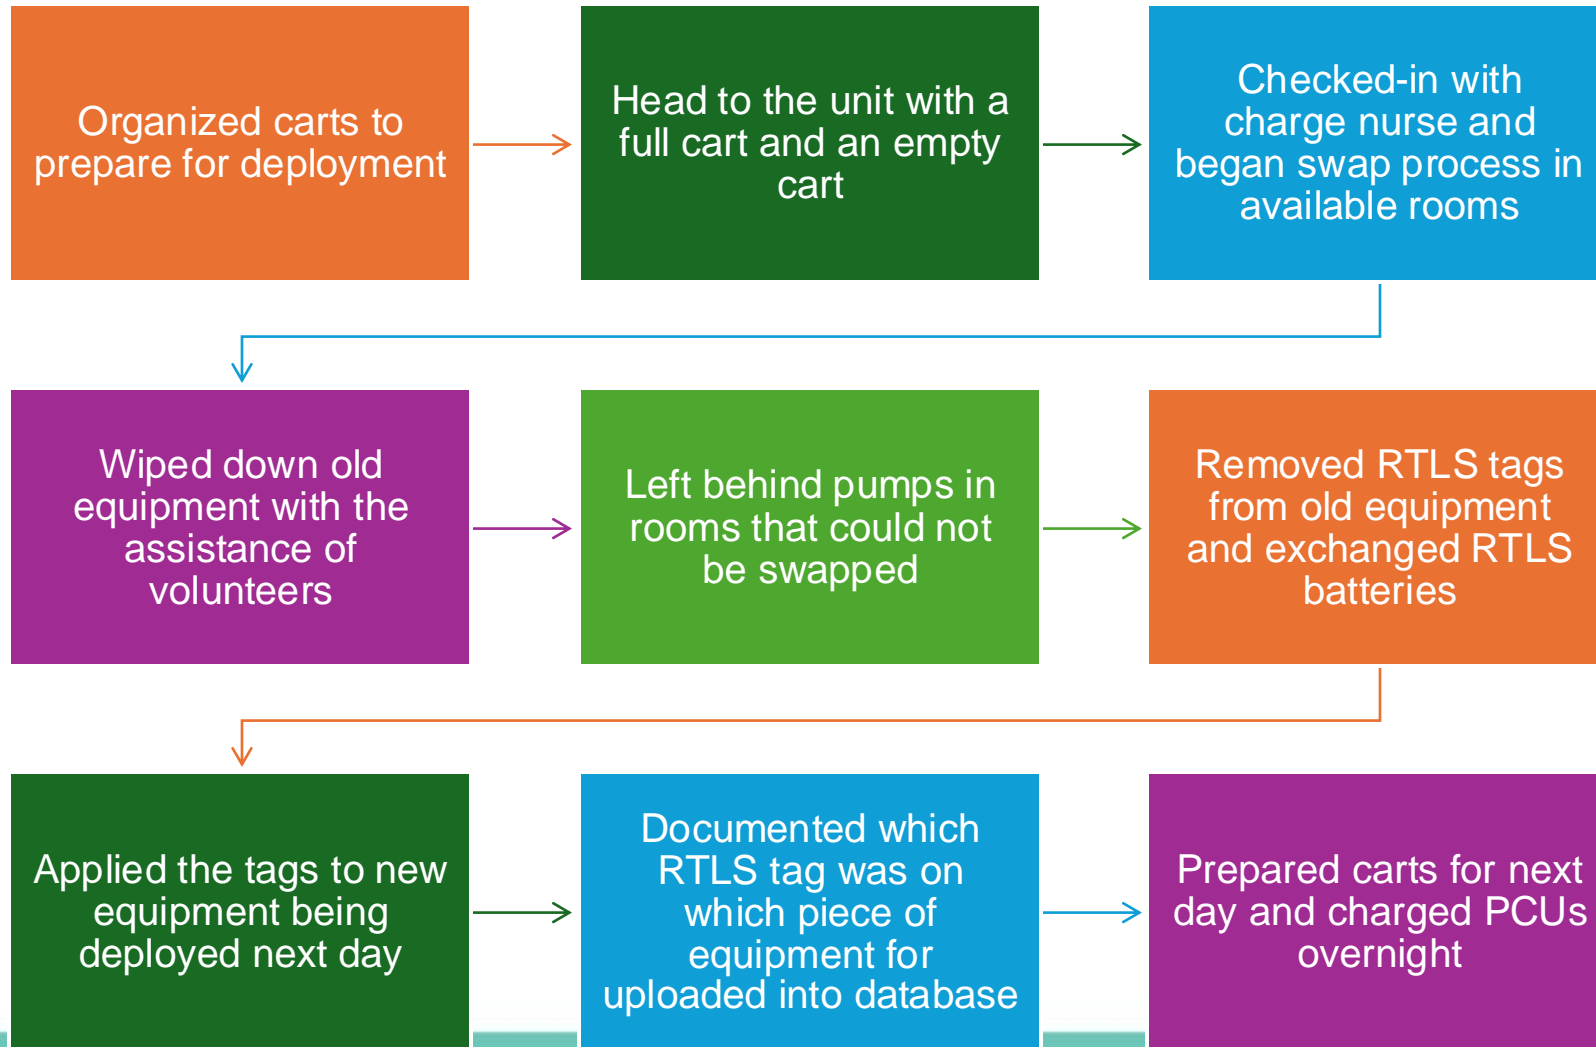 Organized carts to
prepare for deployment
Head to the unit with a
full cart and an empty
cart
Checked-in with
charge nurse and
began swap process in
available rooms
Wiped down old
equipment with the
assistance of
volunteers
Left behind pumps in
rooms that could not
be swapped
Removed RTLS tags
from old equipment
and exchanged RTLS
batteries
Applied the tags to new
equipment being
deployed next day
Documented which
RTLS tag was on
which piece of
equipment for
uploaded into database
Prepared carts for next
day and charged PCUs
overnight